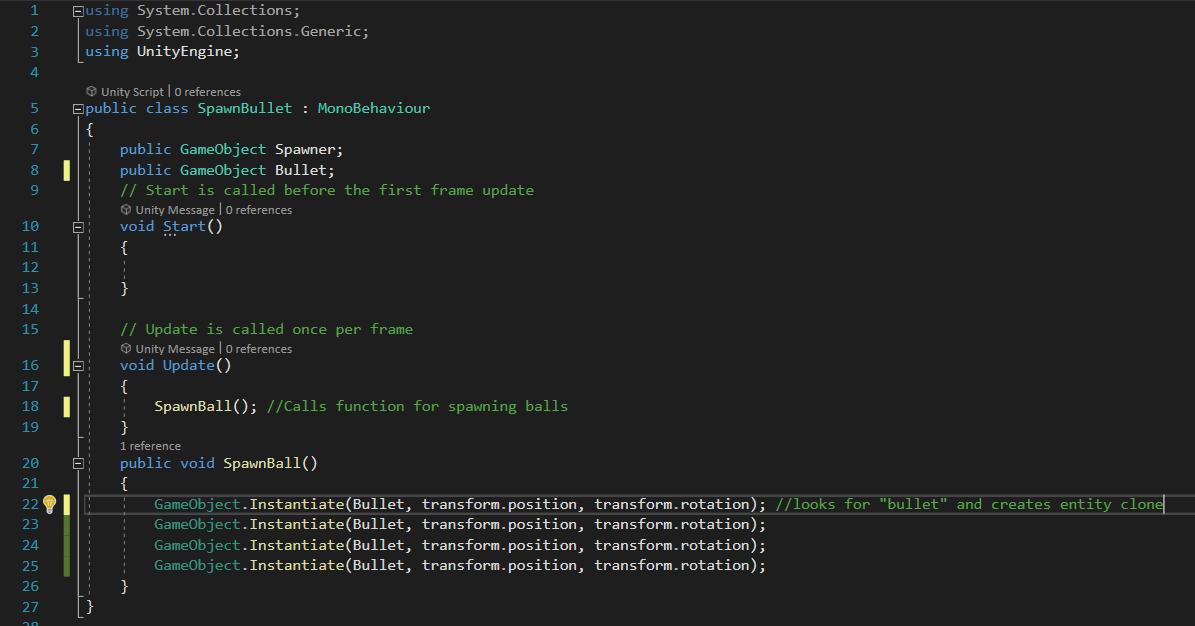 1 using System.Collections;
2 using System.Collections.Generic;
3 using UnityEngine;
4
Unity Script | 0 references
5 public class SpawnBullet : MonoBehaviour
6 {
7 public GameObject Spawner;
8 public GameObject Bullet;
9 // Start is called before the first frame update
Unity Message | 0 references
10 void Start()
11 {
12
13 }
14
15 // Update is called once per frame
Unity Message | 0 references
16 void Update()
17 {
18 SpawnBall(); //Calls function for spawning balls
19 }
1 reference
20 public void SpawnBall()
21 {
22 GameObject.Instantiate(Bullet, transform.position, transform.rotation); //looks for "bullet" and creates entity clone
23 GameObject.Instantiate(Bullet, transform.position, transform.rotation);
24 GameObject.Instantiate(Bullet, transform.position, transform.rotation);
25 GameObject.Instantiate(Bullet, transform.position, transform.rotation);
26 }
27 }
28